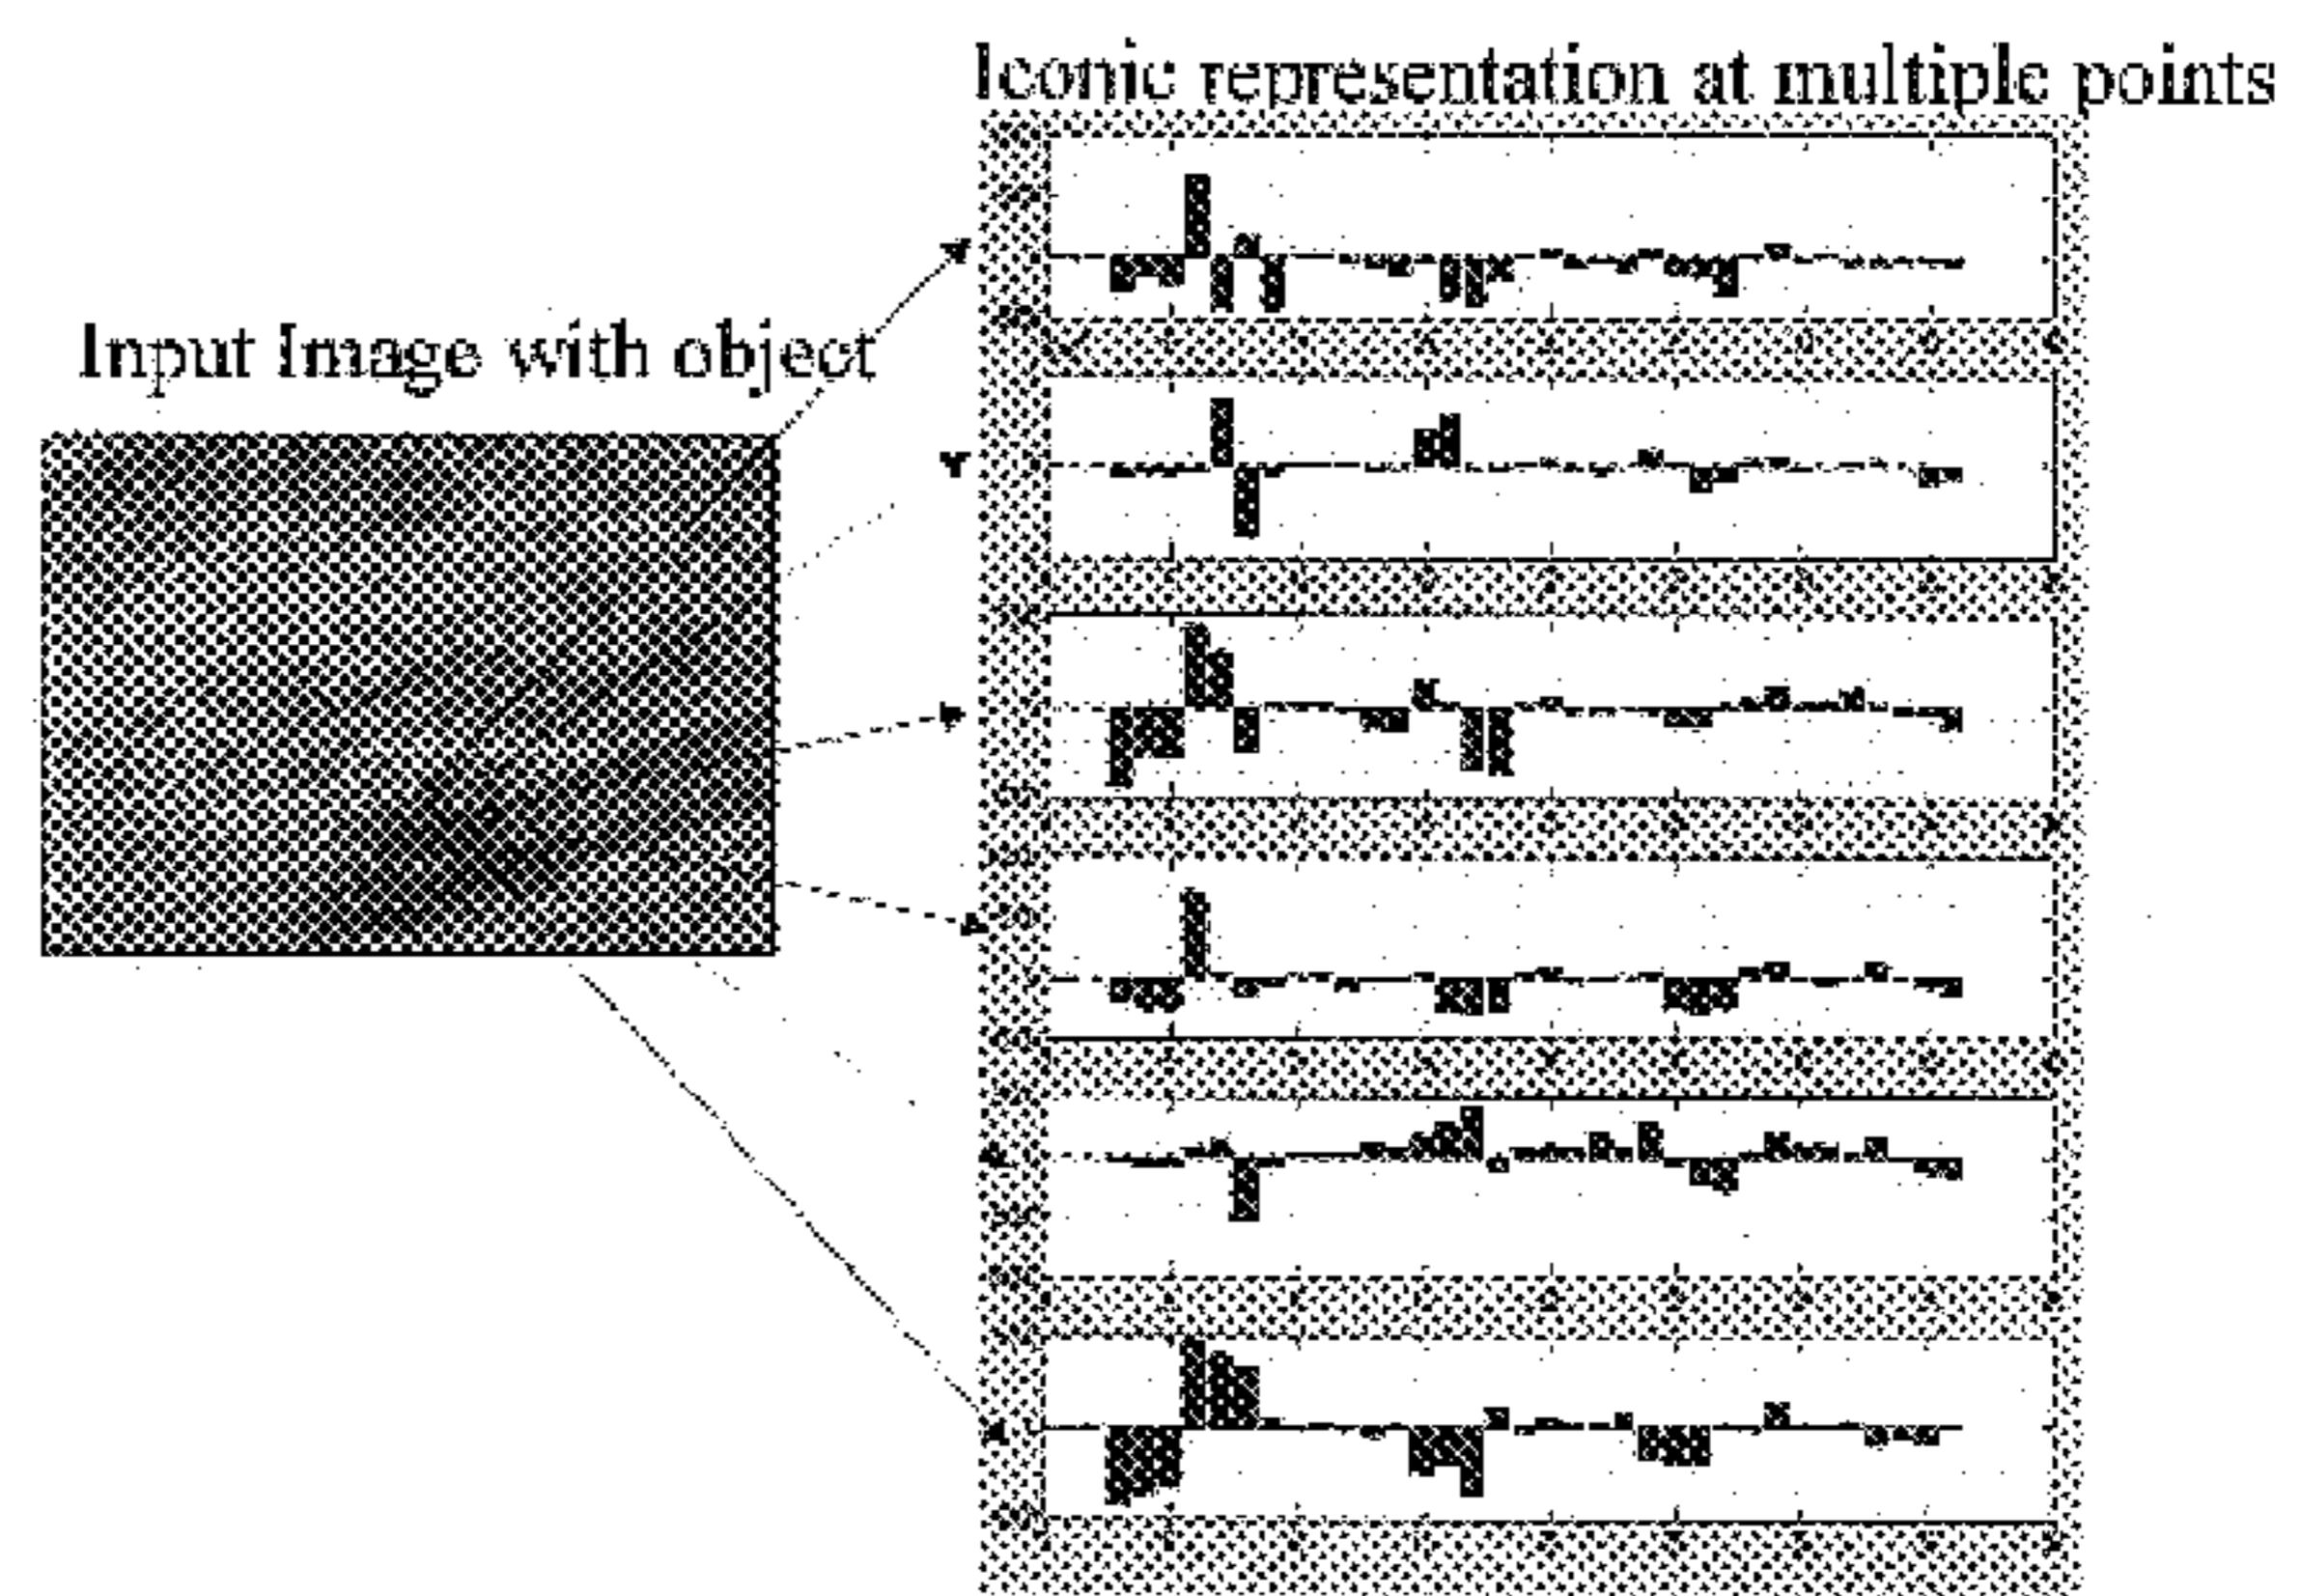 Iconic representation at multiple points
Input Image with object